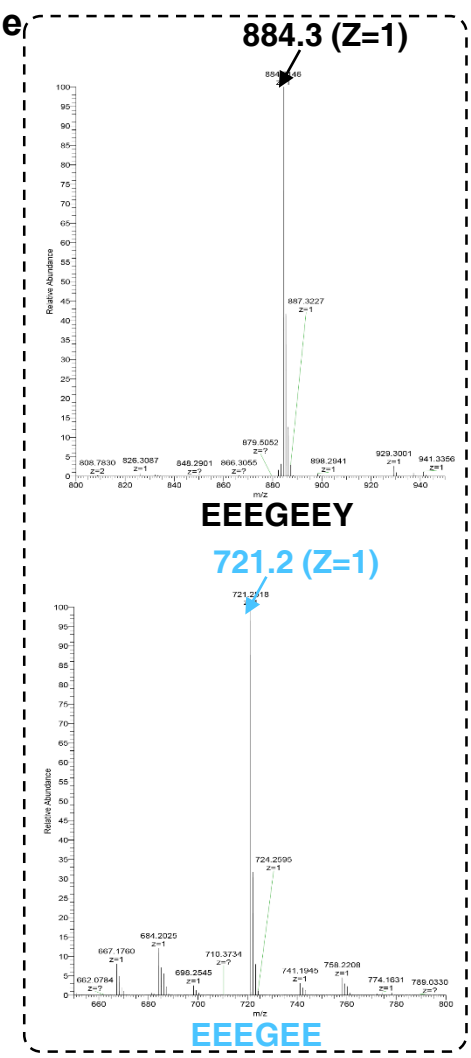 e
884.3 (Z=1)
100
95
90
85
80
75
70
65
60
55
50
45
40
35
30
25
20
15
10
5
0
Relative Abundance
887.3227
z=1
879.5052
z=?
808.7830
z=2
826.3087
z=1
848.2901
z=?
866.3055
z=?
898.2941
z=1
929.3001
z=1
941.3356
z=1
800 820 840 860 880 900 920 940
m/z
EEEGEEY
721.2 (Z=1)
100
95
90
85
80
75
70
65
60
55
50
45
40
35
30
25
20
15
10
5
0
Relative Abundance
724.2595
z=1
684.2025
z=1
667.1760
z=1
662.0784
z=?
698.2545
z=1
710.3734
z=?
741.1945
z=1
758.2208
z=1
774.1631
z=1
789.0330
z=?
660 680 700 720 740 760 780 800
m/z
EEEGEE